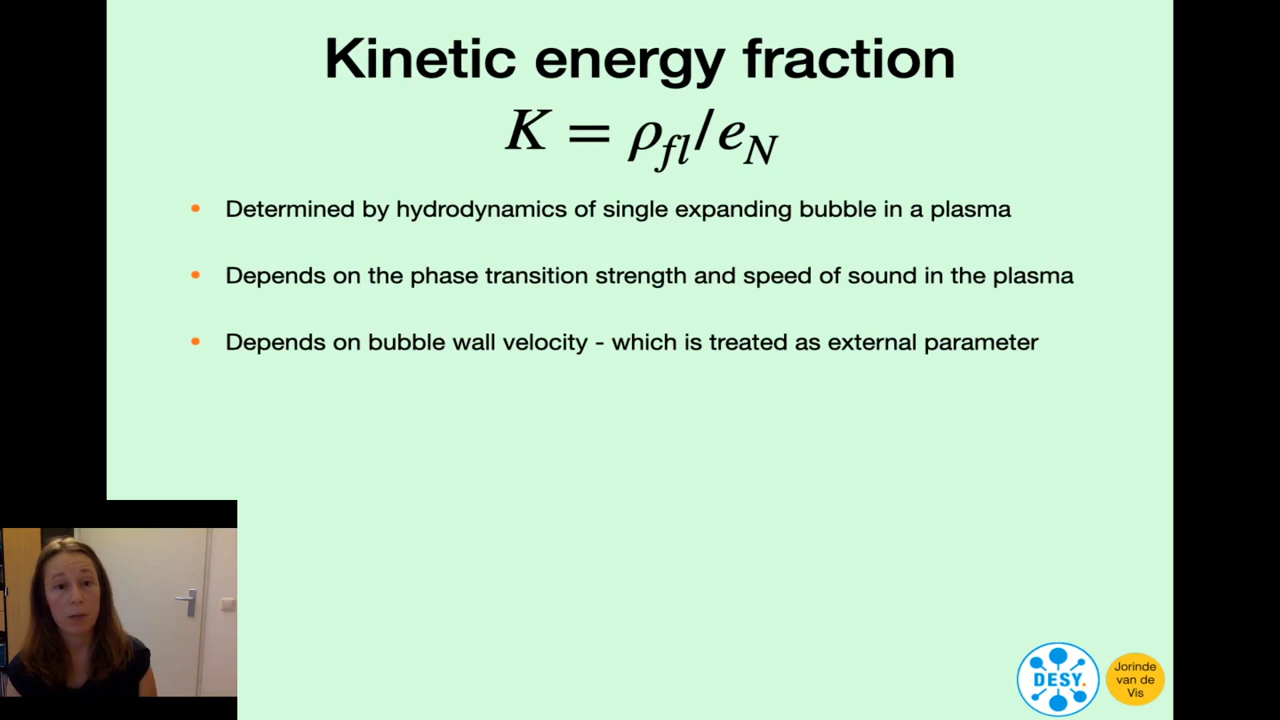 Kinetic energy fraction
K = ρ_fl/e_N
• Determined by hydrodynamics of single expanding bubble in a plasma
• Depends on the phase transition strength and speed of sound in the plasma
• Depends on bubble wall velocity - which is treated as external parameter
DESY.
Jorinde
van de
Vis